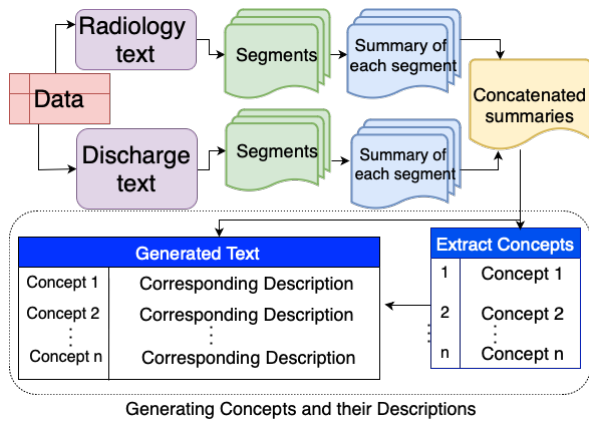 Radiology
text
Segments
Summary of
each segment
Data
Concatenated
summaries
Discharge
text
Segments
Summary of
each segment
Generated Text
Concept 1 Corresponding Description
Concept 2 Corresponding Description
Concept n Corresponding Description
Extract Concepts
1 Concept 1
2 Concept 2
n Concept n
Generating Concepts and their Descriptions